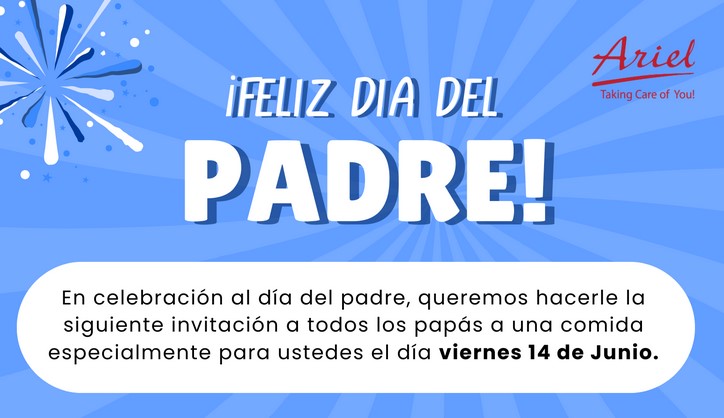 Ariel
Taking Care of You!
¡FELIZ DIA DEL
PADRE!
En celebración al día del padre, queremos hacerle la
siguiente invitación a todos los papás a una comida
especialmente para ustedes el día viernes 14 de Junio.